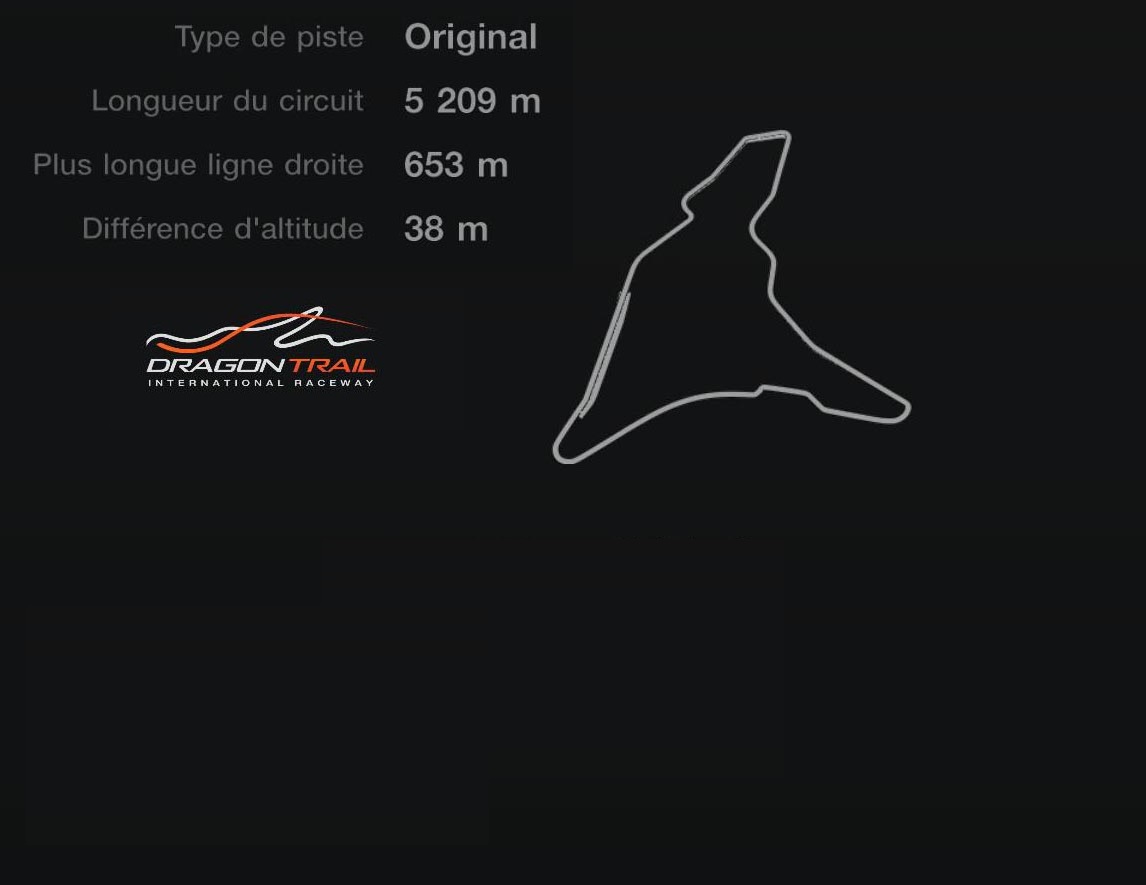 Type de piste Original
Longueur du circuit 5 209 m
Plus longue ligne droite 653 m
Différence d'altitude 38 m
DRAGON TRAIL
INTERNATIONAL RACEWAY